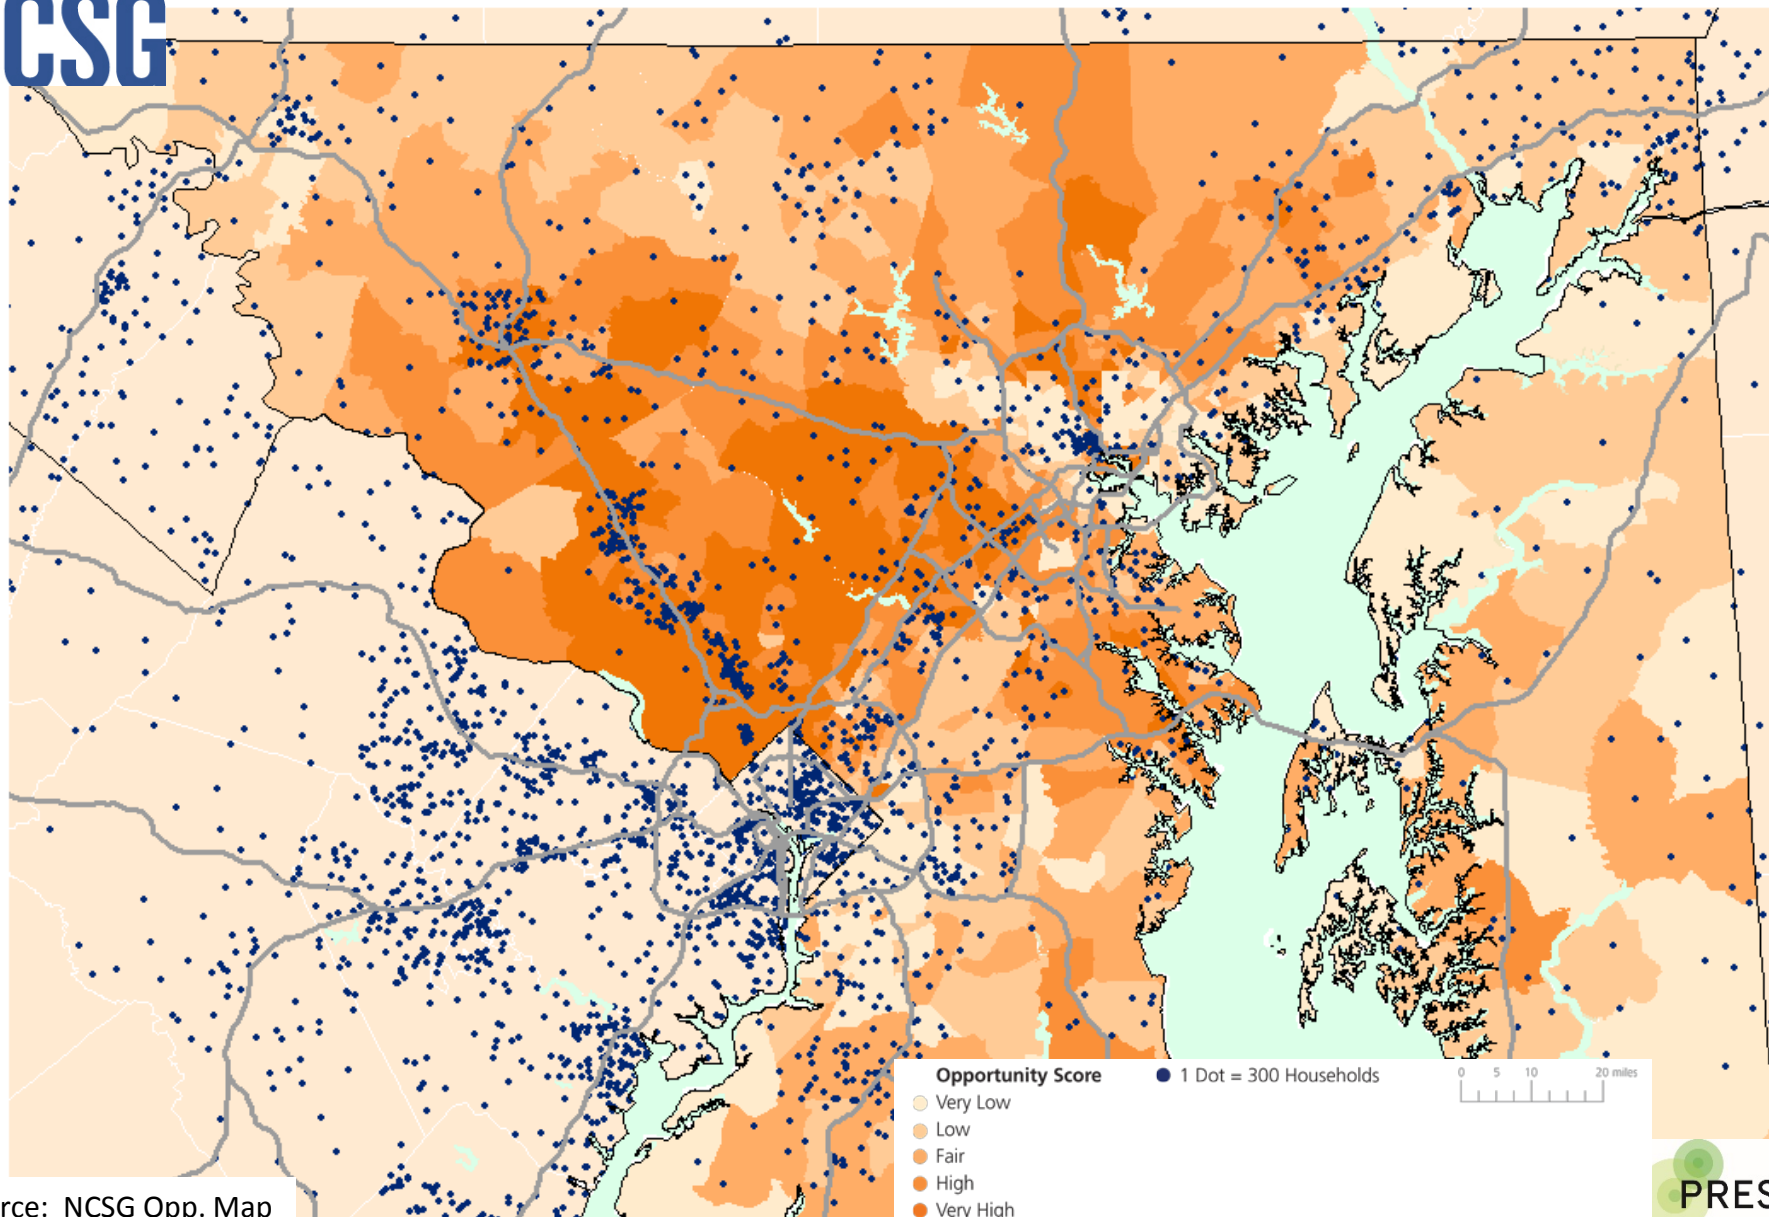 CSG
Opportunity Score
1 Dot = 300 Households
0 5 10 20 miles
Very Low
Low
Fair
High
Very High
rce: NCSG Opp. Map
PRES